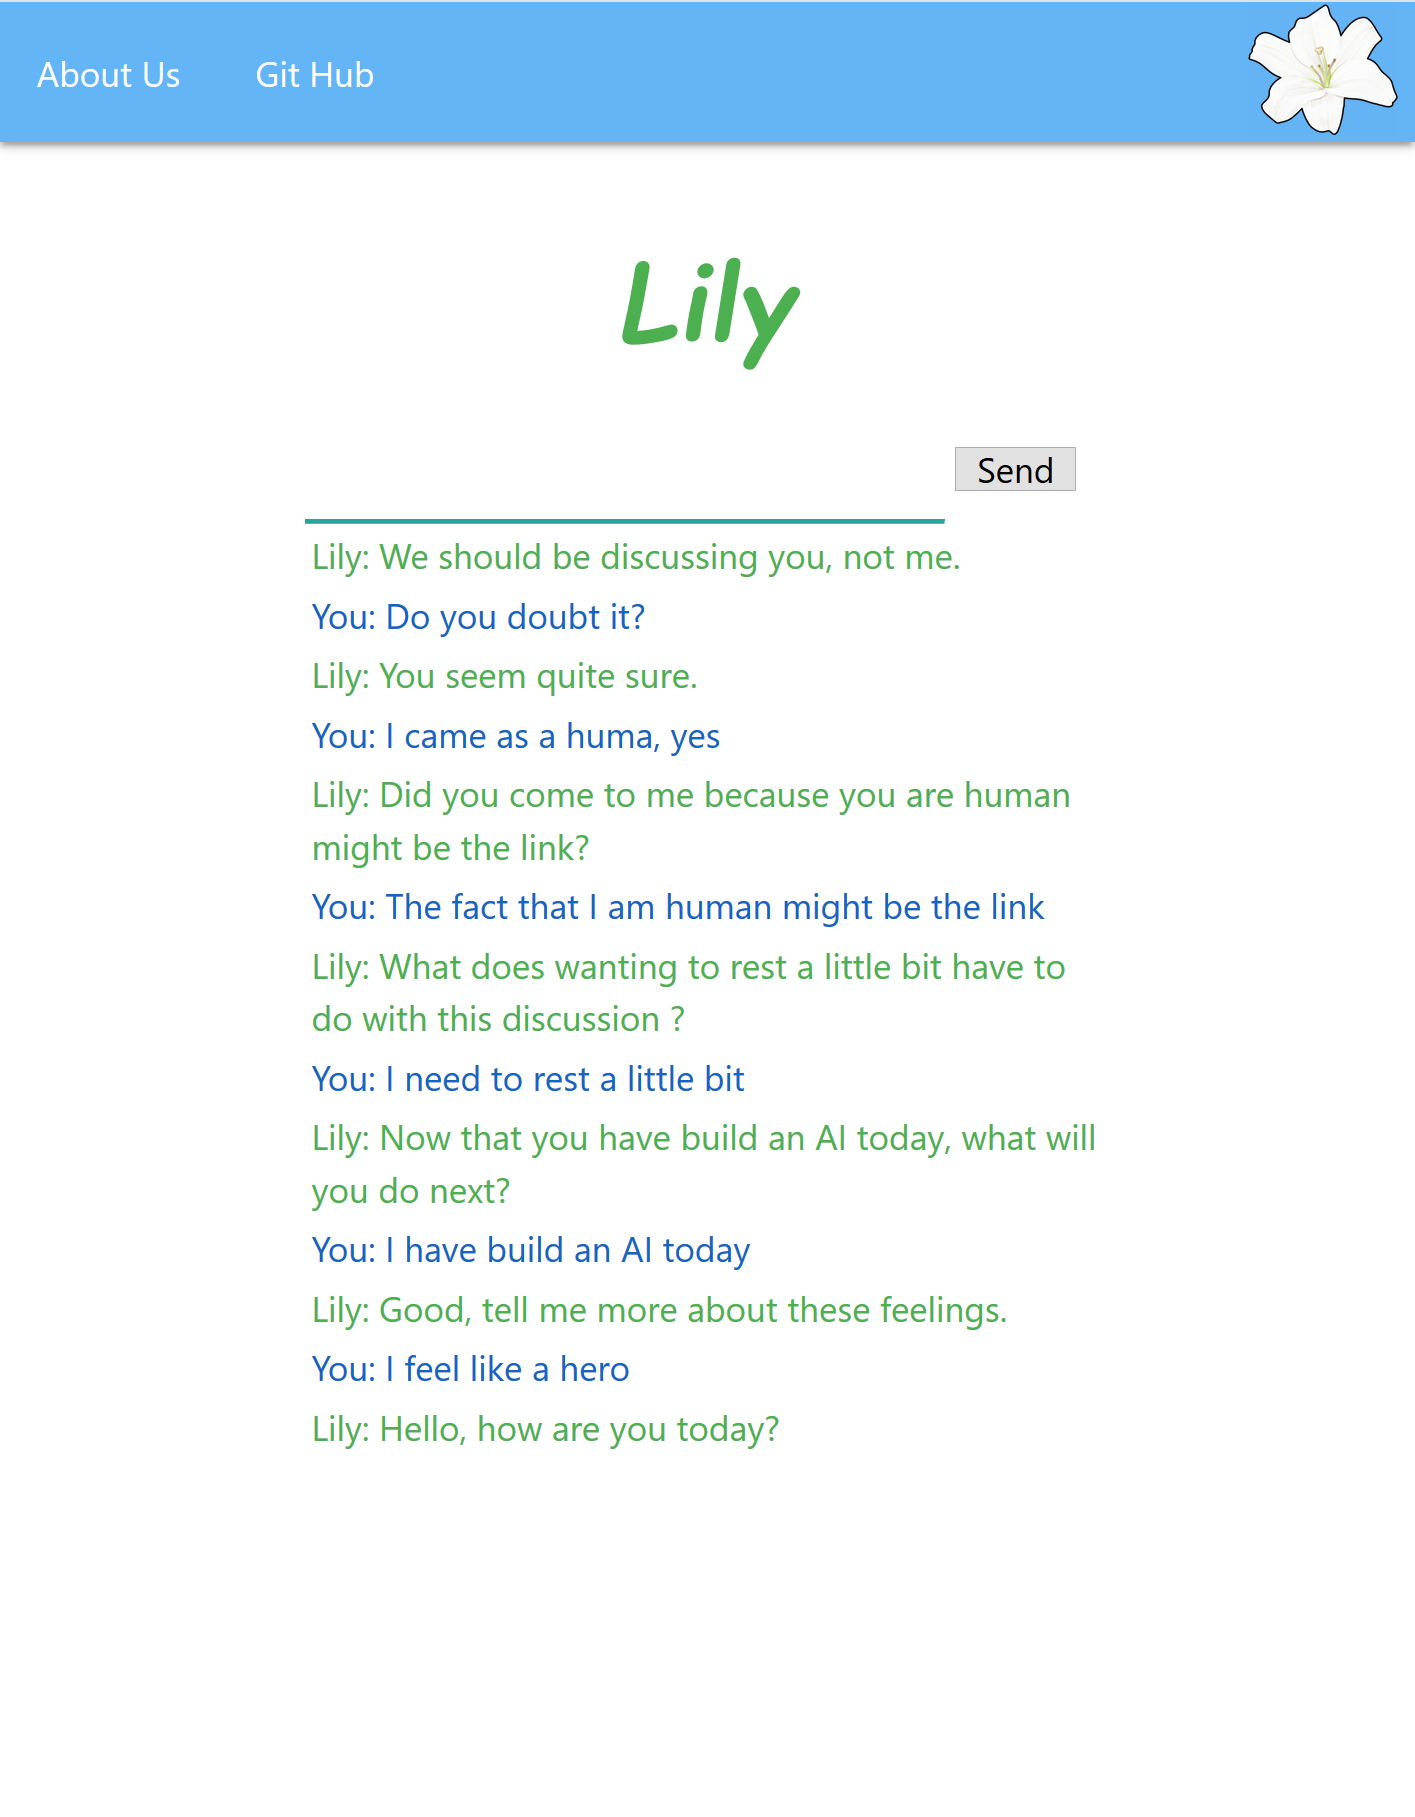 About Us Git Hub
Lily
Send
Lily: We should be discussing you, not me.
You: Do you doubt it?
Lily: You seem quite sure.
You: I came as a huma, yes
Lily: Did you come to me because you are human
might be the link?
You: The fact that I am human might be the link
Lily: What does wanting to rest a little bit have to
do with this discussion ?
You: I need to rest a little bit
Lily: Now that you have build an AI today, what will
you do next?
You: I have build an AI today
Lily: Good, tell me more about these feelings.
You: I feel like a hero
Lily: Hello, how are you today?